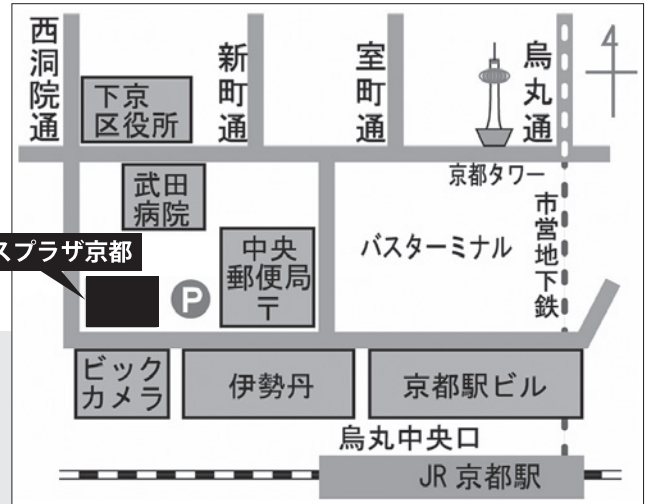 西洞院通
新町通
室町通
烏丸通
4
下京
区役所
京都タワー
武田
病院
市営地下鉄
中央
郵便局
〒
バスターミナル
スプラザ京都
P
ビック
カメラ
伊勢丹
京都駅ビル
烏丸中央口
JR 京都駅